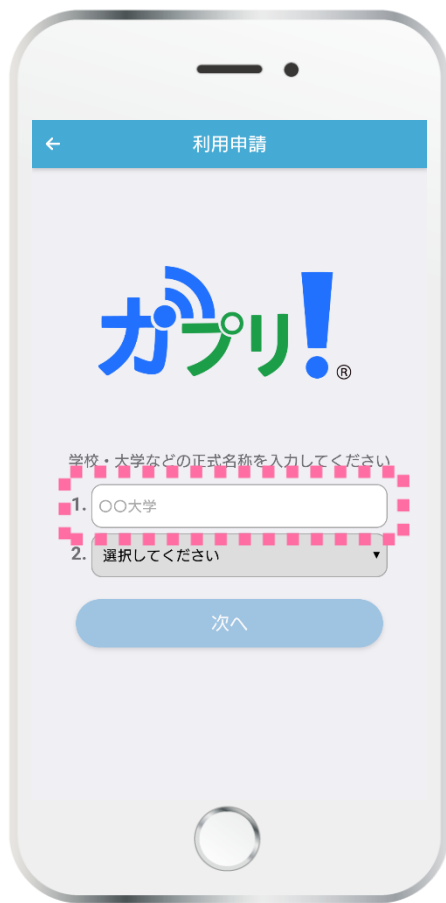 ←
利用申請
ガプリ!®
学校・大学などの正式名称を入力してください
1. 〇〇大学
2. 選択してください ▼
次へ